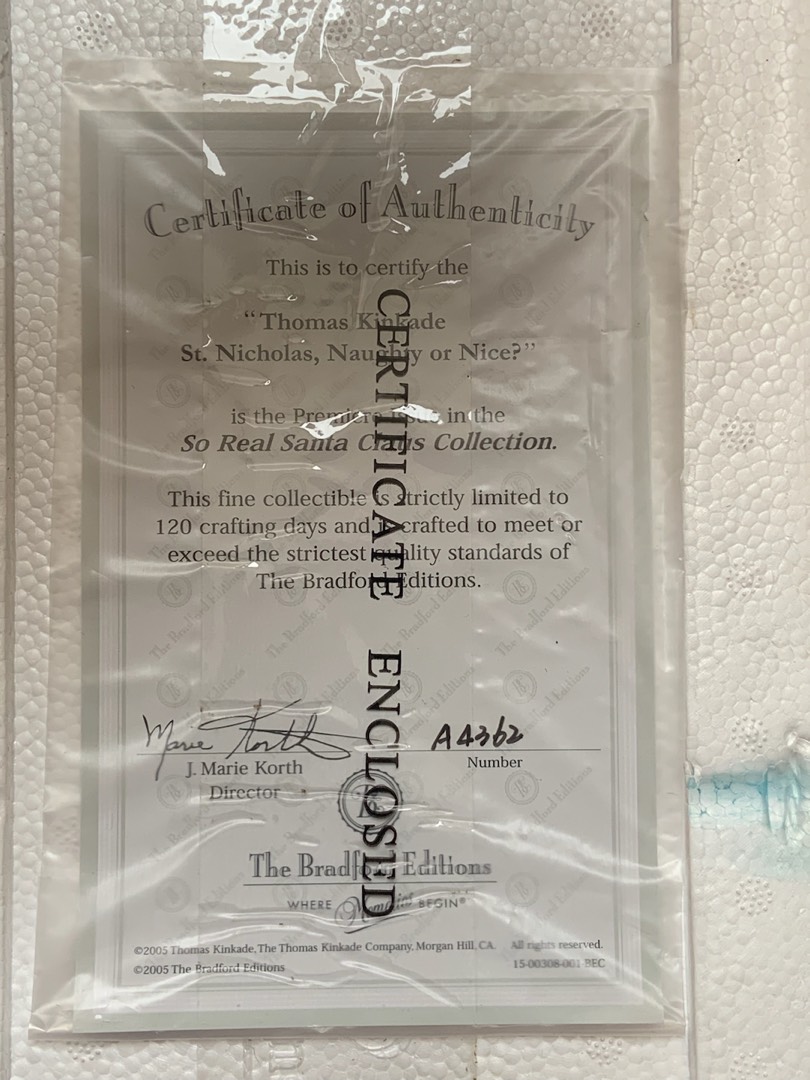 Certificate of Authenticity
This is to certify the
“Thomas Kinkade
St. Nicholas, Naughty or Nice?”
is the Premiere Issue in the
So Real Santa Claus Collection.
This fine collectible is strictly limited to
120 crafting days and is crafted to meet or
exceed the strictest quality standards of
The Bradford Editions.
CERTIFICATE ENCLOSED
Marie Korth
A4362
J. Marie Korth
Number
Director
The Bradford Editions
WHERE Memories BEGIN®
©2005 Thomas Kinkade, The Thomas Kinkade Company, Morgan Hill, CA. All rights reserved.
©2005 The Bradford Editions
15-00308-001-BEC